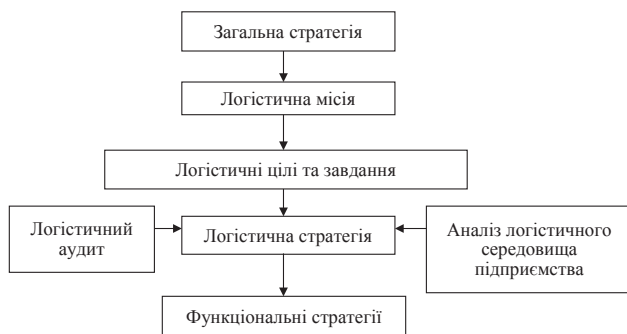 Загальна стратегія
Логістична місія
Логістичні цілі та завдання
Логістичний
аудит
Логістична стратегія
Аналіз логістичного
середовища
підприємства
Функціональні стратегії